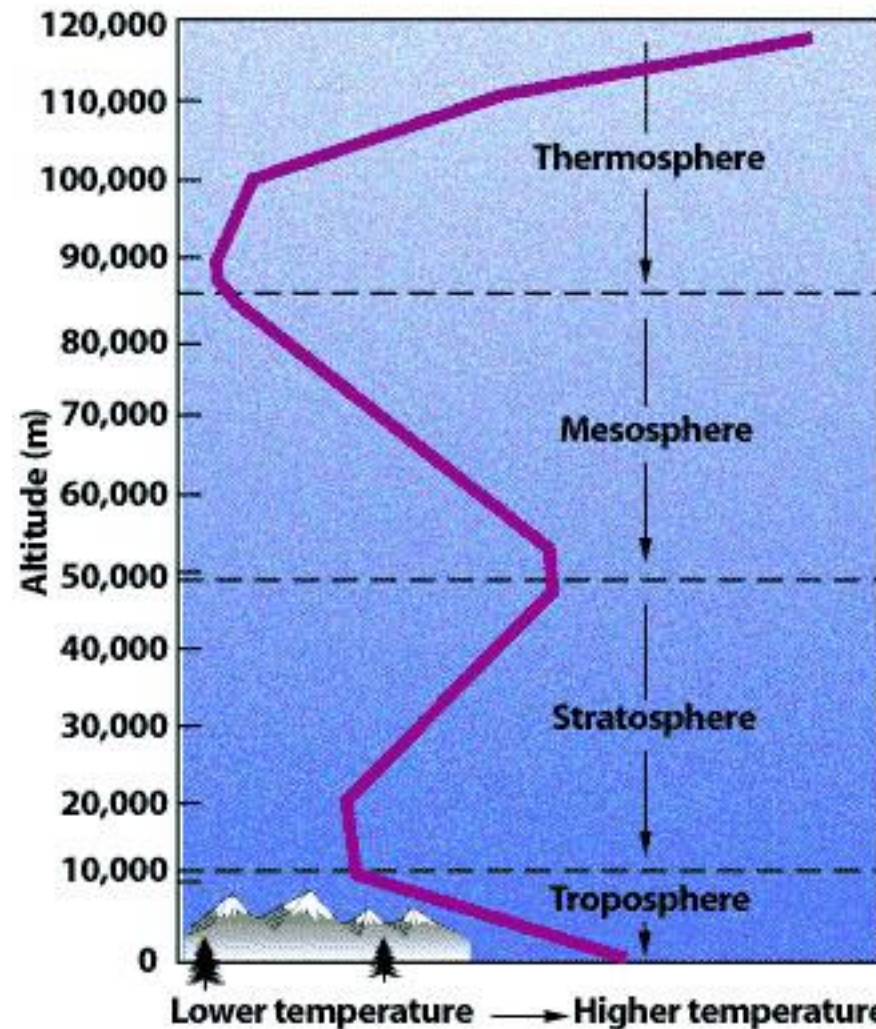 120,000
110,000
100,000
90,000
80,000
70,000
60,000
50,000
40,000
30,000
20,000
10,000
0
Altitude (m)
Thermosphere
Mesosphere
Stratosphere
Troposphere
Lower temperature
Higher temperature